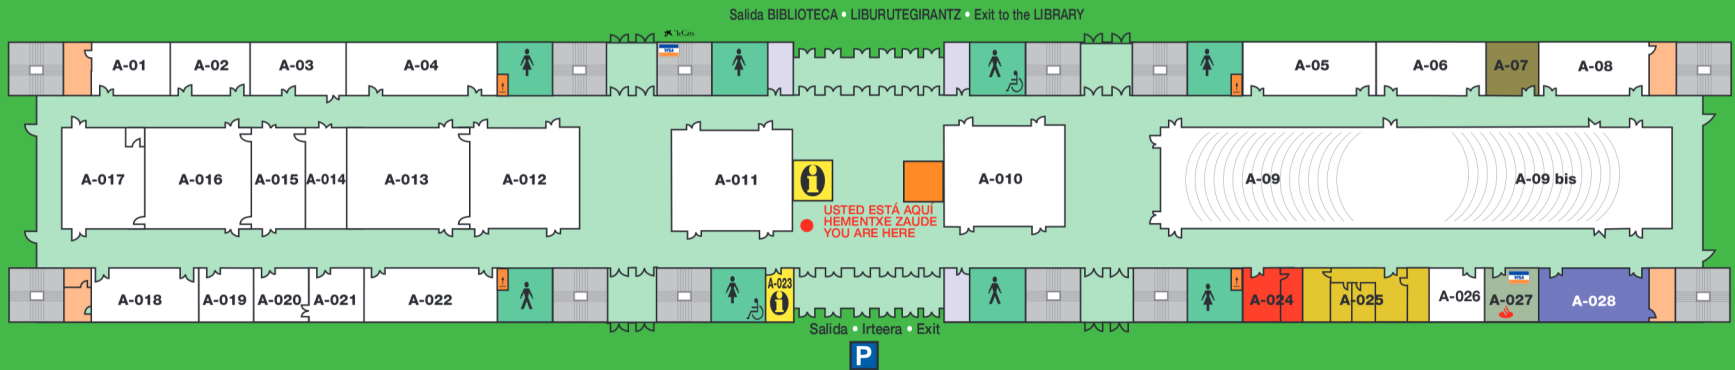 Salida BIBLIOTECA • LIBURUTEGIRANTZ • Exit to the LIBRARY
VISA
A-01 A-02 A-03 A-04 A-05 A-06 A-07 A-08
A-017 A-016 A-015 A-014 A-013 A-012 A-011 i A-010 A-09 A-09 bis
USTED ESTÁ AQUÍ
HEMENTXE ZAUDE
YOU ARE HERE
A-018 A-019 A-020 A-021 A-022 A-023 i A-024 A-025 A-026 VISA A-027 A-028
Salida • Irteera • Exit
P